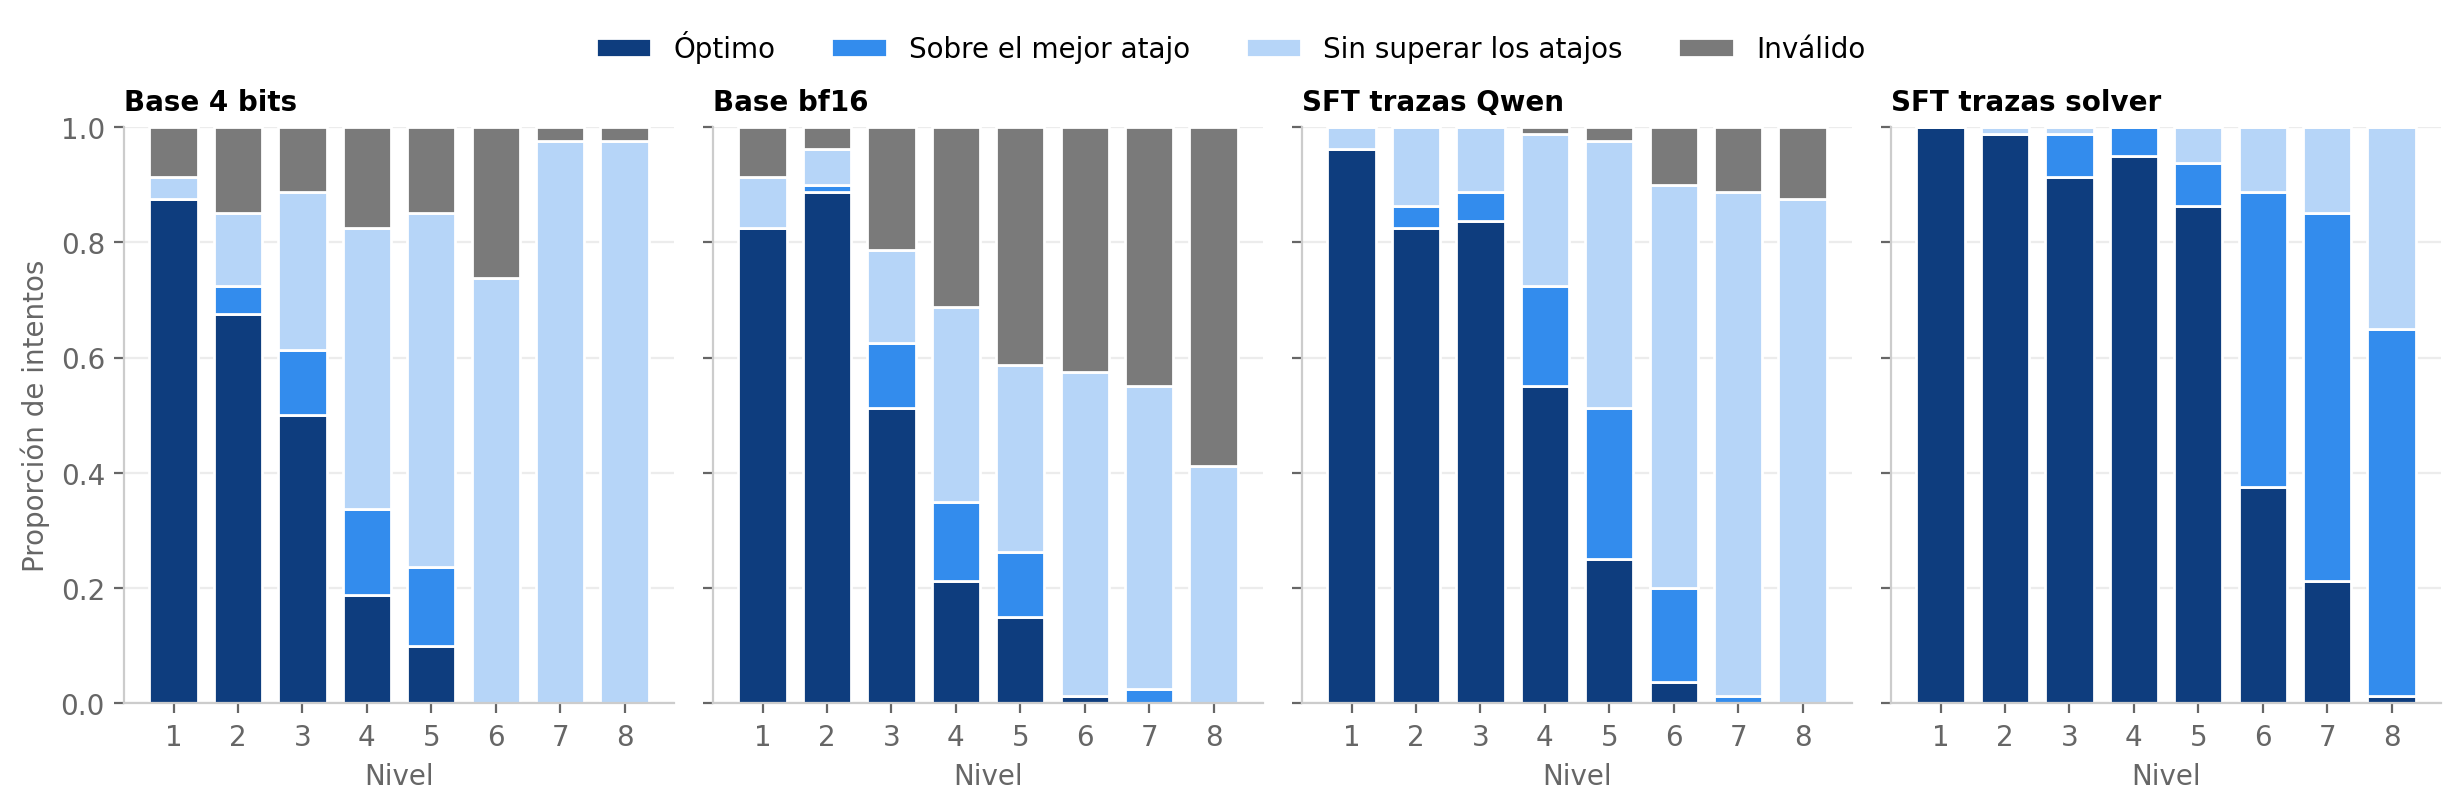 Óptimo Sobre el mejor atajo Sin superar los atajos Inválido
Base 4 bits Base bf16 SFT trazas Qwen SFT trazas solver
1.0
0.8
0.6
0.4
0.2
0.0
Proporción de intentos
1 2 3 4 5 6 7 8 1 2 3 4 5 6 7 8 1 2 3 4 5 6 7 8 1 2 3 4 5 6 7 8
Nivel Nivel Nivel Nivel